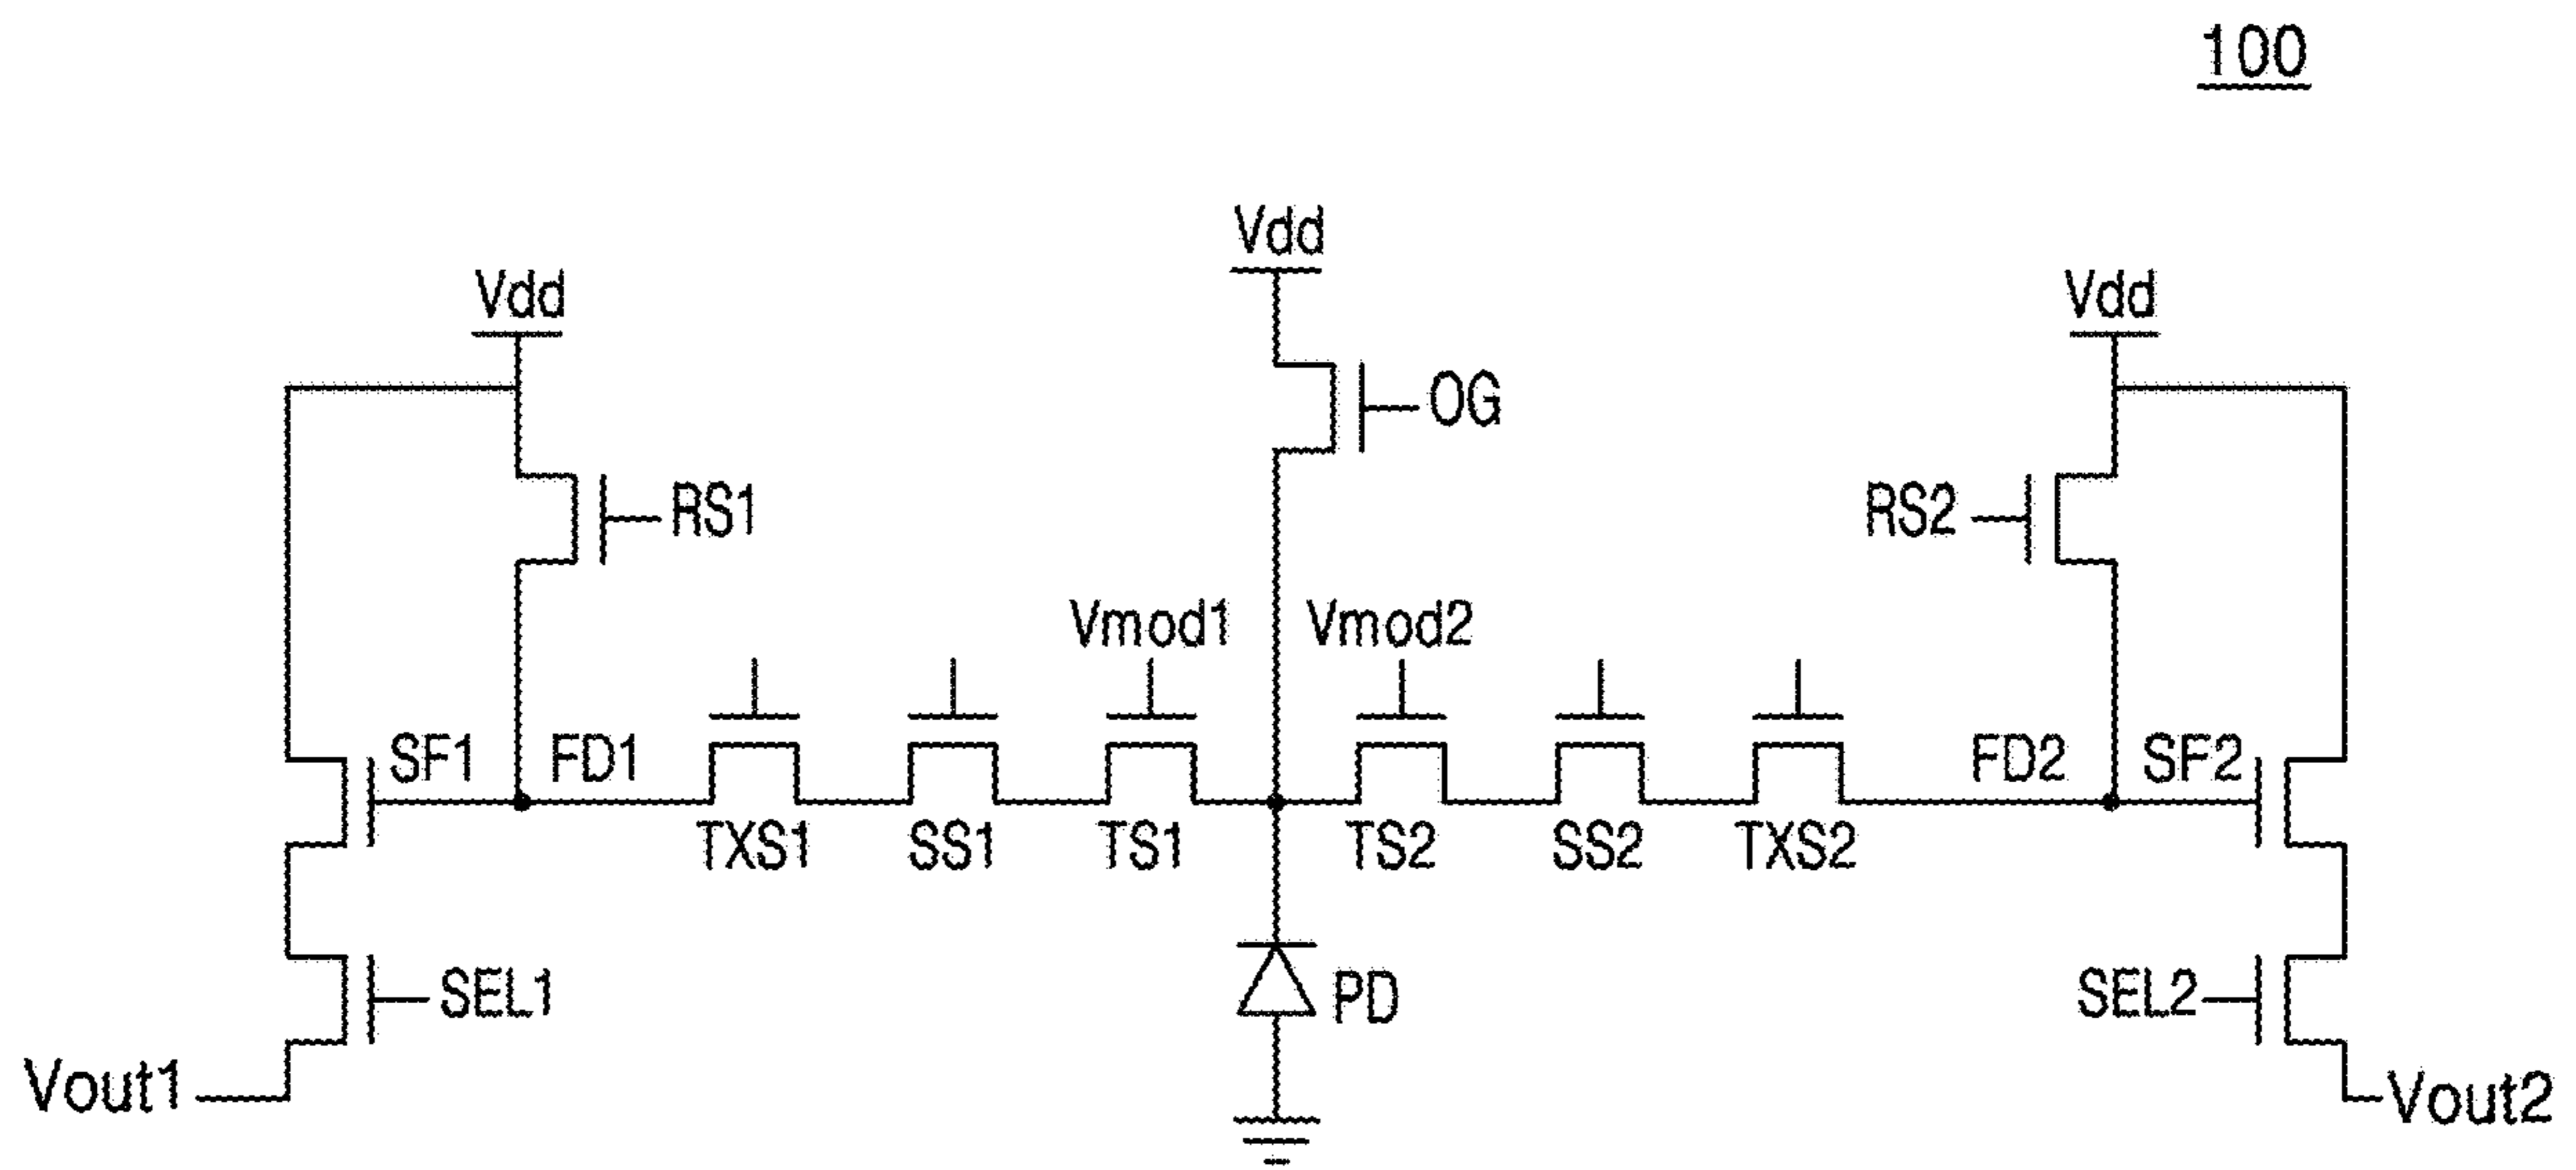 100
Vdd
Vdd
Vdd
OG
RS1
RS2
Vmod1
Vmod2
SF1
FD1
FD2
SF2
TXS1
SS1
TS1
TS2
SS2
TXS2
SEL1
PD
SEL2
Vout1
Vout2